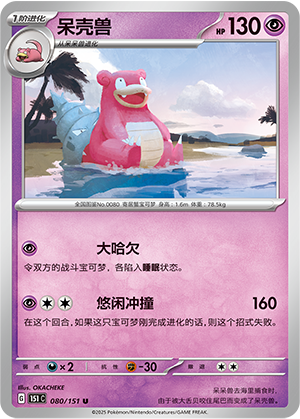 1阶进化
呆壳兽
HP 130
从呆呆兽进化
全国图鉴No.0080 寄居蟹宝可梦 身高：1.6m 体重：78.5kg
大哈欠
令双方的战斗宝可梦，各陷入睡眠状态。
悠闲冲撞 160
在这个回合，如果这只宝可梦刚完成进化的话，则这个招式失败。
弱点 ×2 抗性 -30 撤退
Illus. OKACHEKE
呆呆兽去海里捕食时，
由于被大舌贝咬住尾巴而变成了呆壳兽。
G 151 C 080/151 U
©2025 Pokémon/Nintendo/Creatures/GAME FREAK.